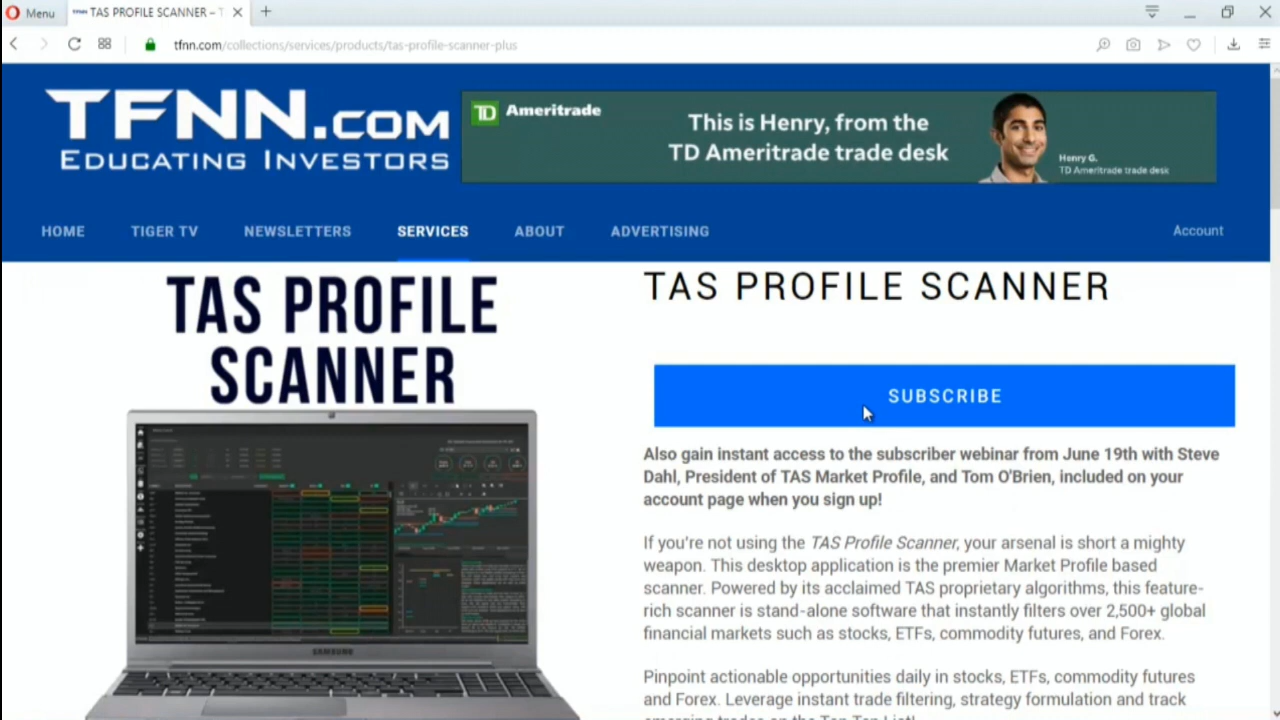 Menu
TAS PROFILE SCANNER – T
tfnn.com/collections/services/products/tas-profile-scanner-plus
TFNN.COM
EDUCATING INVESTORS
TD Ameritrade
This is Henry, from the
TD Ameritrade trade desk
Henry G.
TD Ameritrade trade desk
HOME TIGER TV NEWSLETTERS SERVICES ABOUT ADVERTISING Account
TAS PROFILE
SCANNER
SAMSUNG
TAS PROFILE SCANNER
SUBSCRIBE
Also gain instant access to the subscriber webinar from June 19th with Steve
Dahl, President of TAS Market Profile, and Tom O'Brien, included on your
account page when you sign up!
If you're not using the TAS Profile Scanner, your arsenal is short a mighty
weapon. This desktop application is the premier Market Profile based
scanner. Powered by its acclaimed TAS proprietary algorithms, this feature-
rich scanner is stand-alone software that instantly filters over 2,500+ global
financial markets such as stocks, ETFs, commodity futures, and Forex.
Pinpoint actionable opportunities daily in stocks, ETFs, commodity futures
and Forex. Leverage instant trade filtering, strategy formulation and track
emerging trades on the Top Ten List!